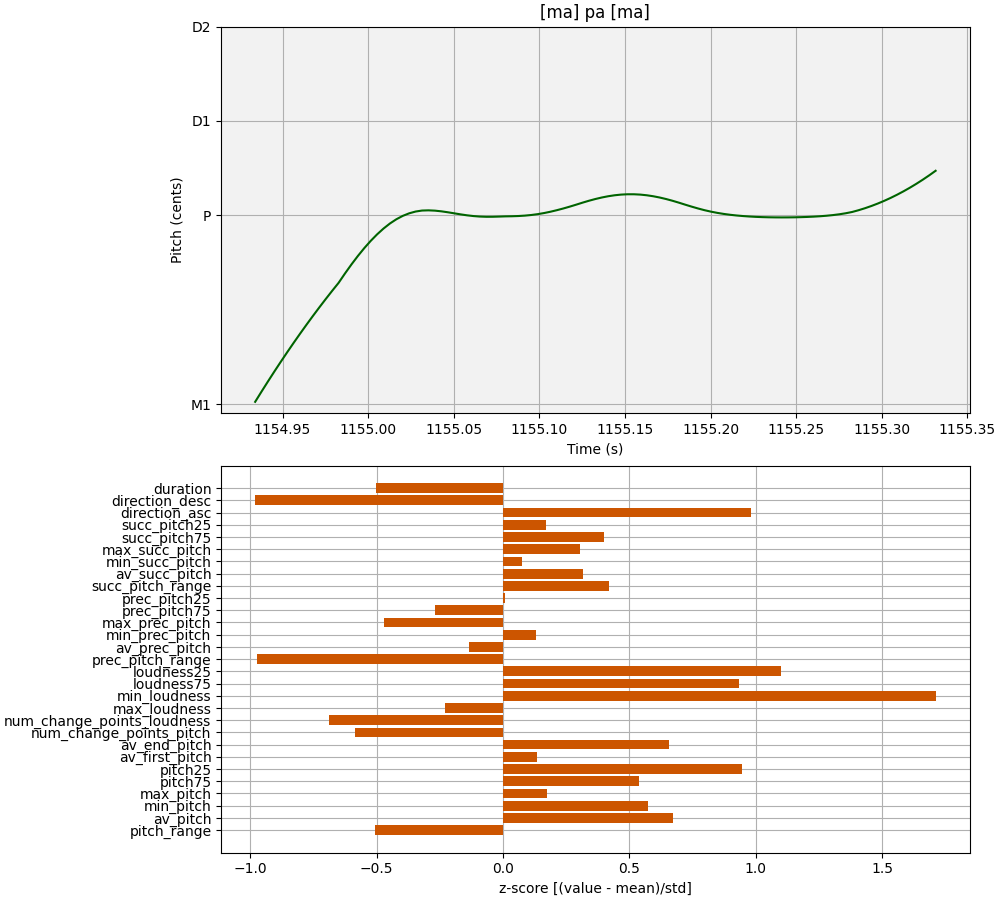 [ma] pa [ma]
D2
D1
P
M1
Pitch (cents)
1154.95 1155.00 1155.05 1155.10 1155.15 1155.20 1155.25 1155.30 1155.35
Time (s)
duration
direction_desc
direction_asc
succ_pitch25
succ_pitch75
max_succ_pitch
min_succ_pitch
av_succ_pitch
succ_pitch_range
prec_pitch25
prec_pitch75
max_prec_pitch
min_prec_pitch
av_prec_pitch
prec_pitch_range
loudness25
loudness75
min_loudness
max_loudness
num_change_points_loudness
num_change_points_pitch
av_end_pitch
av_first_pitch
pitch25
pitch75
max_pitch
min_pitch
av_pitch
pitch_range
−1.0 −0.5 0.0 0.5 1.0 1.5
z-score [(value - mean)/std]